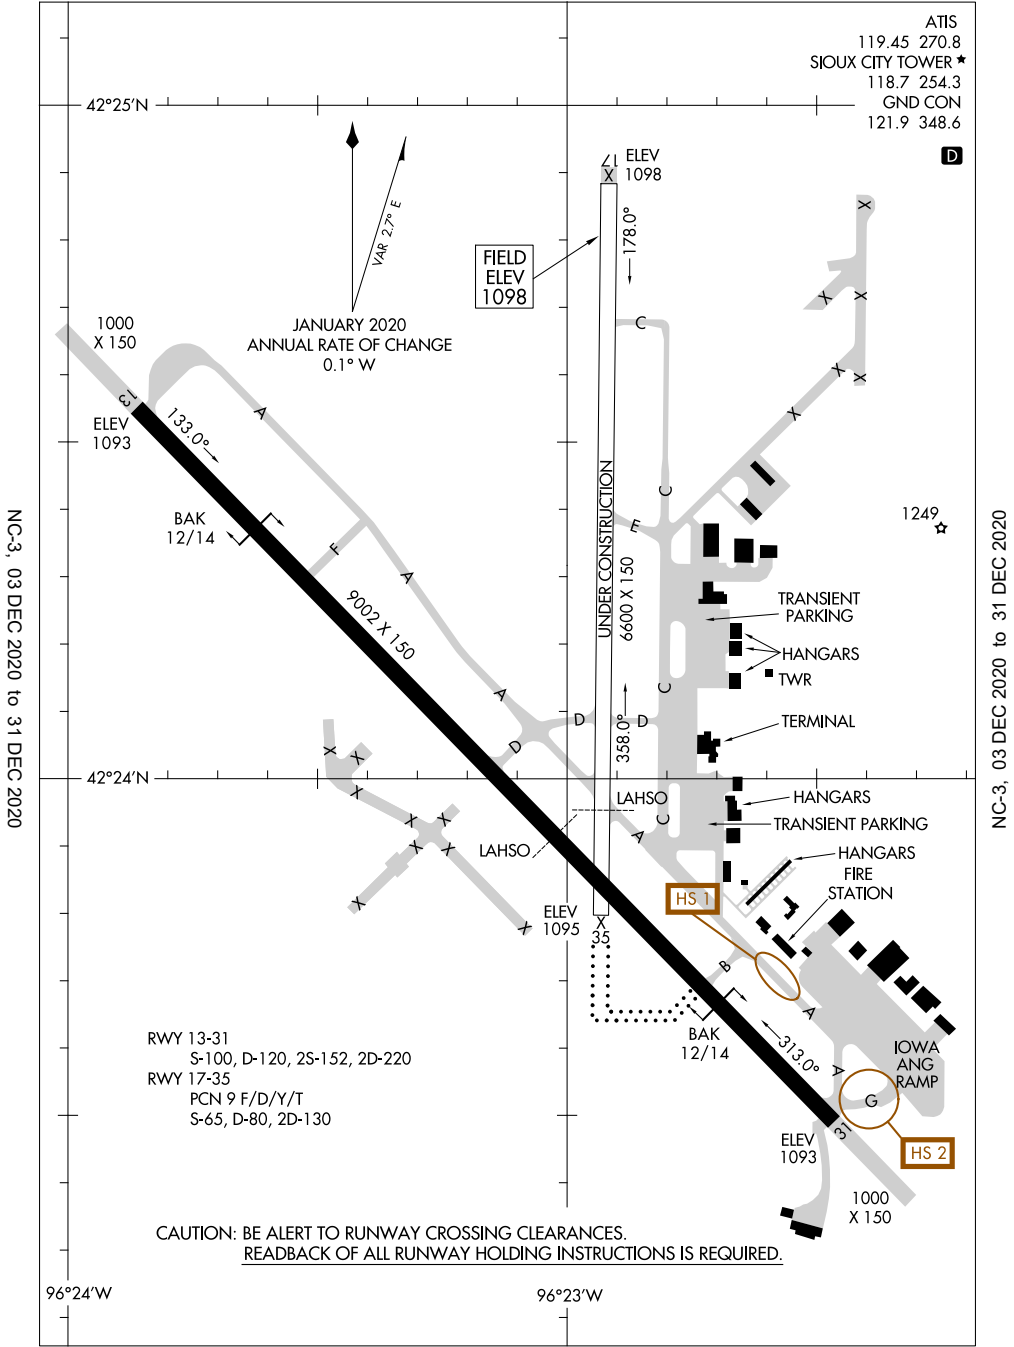 ATIS
119.45 270.8
SIOUX CITY TOWER ★
118.7 254.3
GND CON
121.9 348.6
D
42°25'N
VAR 2.7° E
JANUARY 2020
ANNUAL RATE OF CHANGE
0.1° W
17
X
ELEV
1098
178.0°
FIELD
ELEV
1098
X
X
X
X
X
X
X
C
1000
X 150
13
ELEV
1093
133.0°
A
BAK
12/14
F
A
9002 X 150
C
E
UNDER CONSTRUCTION
6600 X 150
1249
TRANSIENT
PARKING
HANGARS
TWR
C
A
D
D
D
358.0°
TERMINAL
42°24'N
X
X
X
X
X
X
X
X
X
LAHSO
LAHSO
C
A
HANGARS
TRANSIENT PARKING
HANGARS
FIRE
STATION
HS 1
ELEV
1095
X
35
B
A
BAK
12/14
313.0°
A
IOWA
ANG
RAMP
G
31
HS 2
ELEV
1093
1000
X 150
RWY 13-31
S-100, D-120, 2S-152, 2D-220
RWY 17-35
PCN 9 F/D/Y/T
S-65, D-80, 2D-130
CAUTION: BE ALERT TO RUNWAY CROSSING CLEARANCES.
READBACK OF ALL RUNWAY HOLDING INSTRUCTIONS IS REQUIRED.
96°24'W
96°23'W
NC-3, 03 DEC 2020 to 31 DEC 2020
NC-3, 03 DEC 2020 to 31 DEC 2020